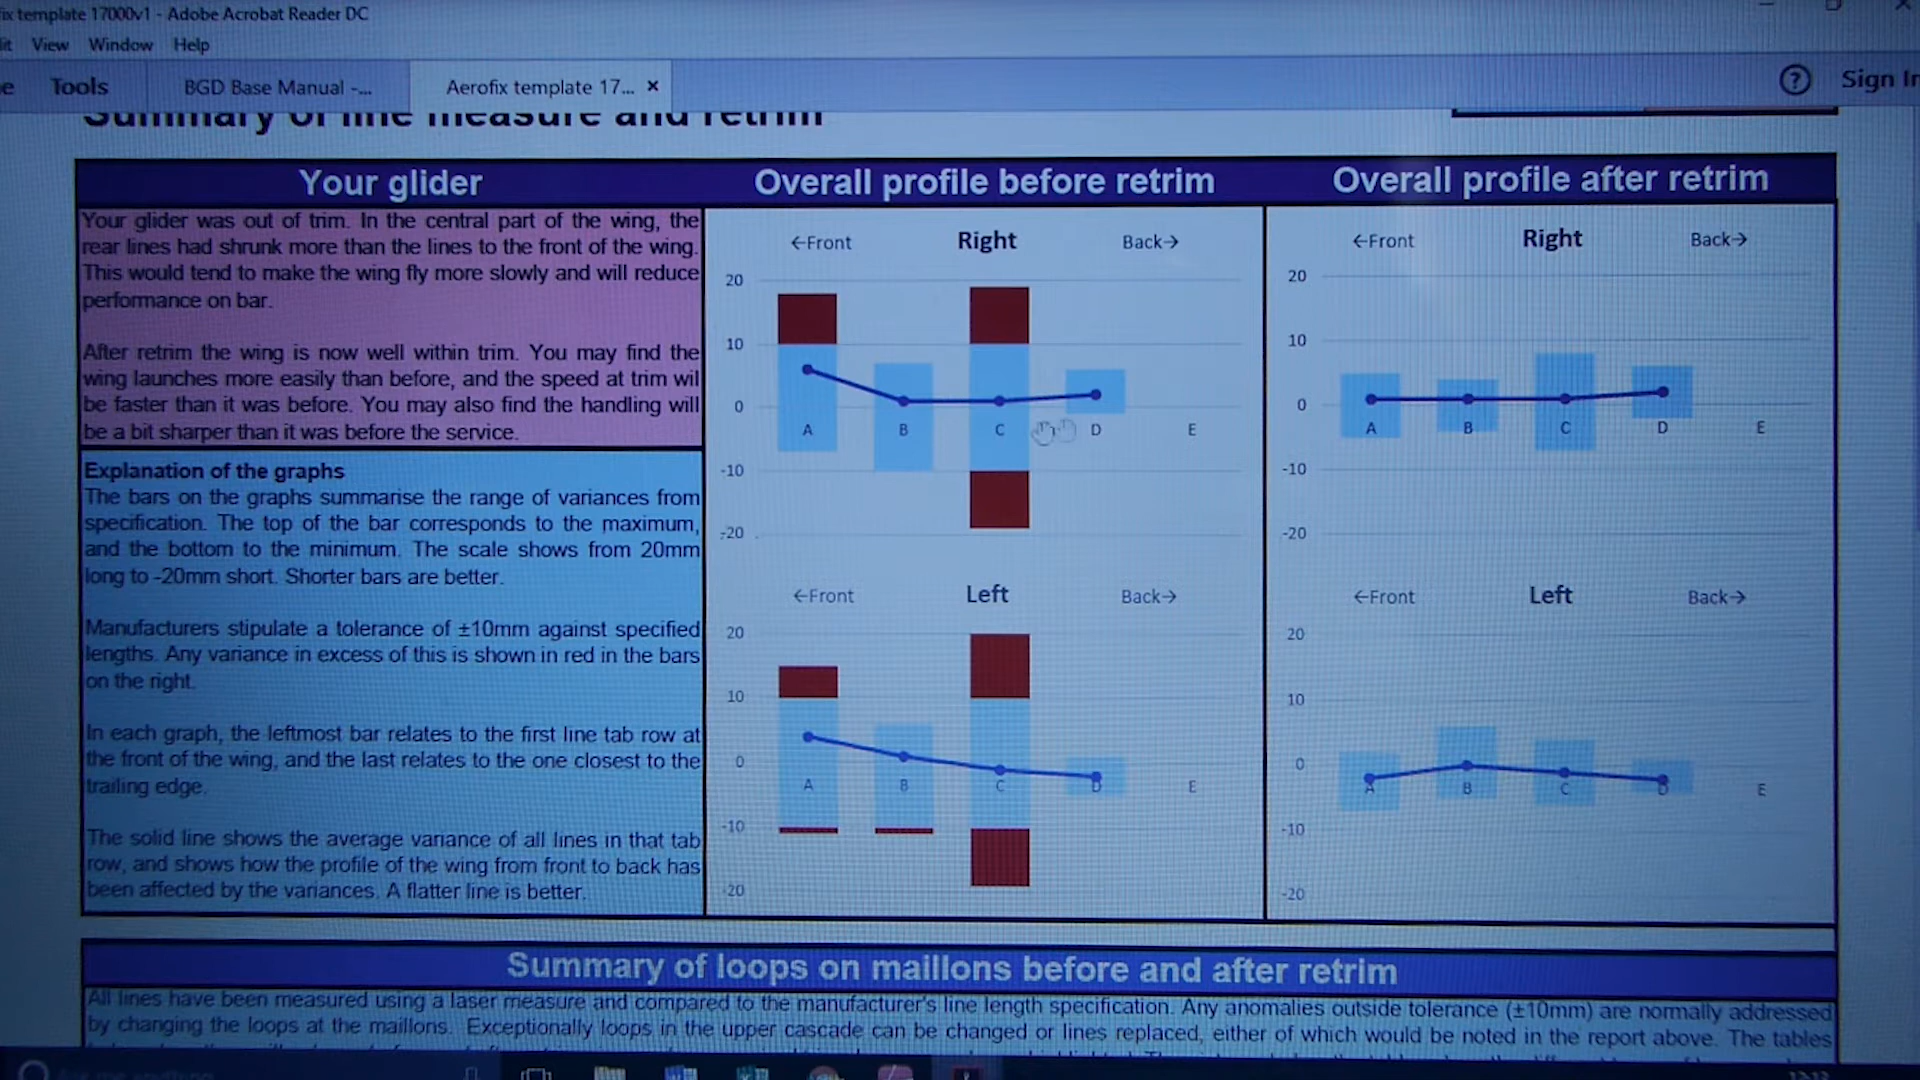 fix template 17000v1 - Adobe Acrobat Reader DC
it View Window Help
e Tools BGD Base Manual -... Aerofix template 17... × ? Sign In
Summary of line measure and retrim
Your glider
Your glider was out of trim. In the central part of the wing, the
rear lines had shrunk more than the lines to the front of the wing.
This would tend to make the wing fly more slowly and will reduce
performance on bar.
After retrim the wing is now well within trim. You may find the
wing launches more easily than before, and the speed at trim wil
be faster than it was before. You may also find the handling will
be a bit sharper than it was before the service.
Explanation of the graphs
The bars on the graphs summarise the range of variances from
specification. The top of the bar corresponds to the maximum,
and the bottom to the minimum. The scale shows from 20mm
long to -20mm short. Shorter bars are better.
Manufacturers stipulate a tolerance of ±10mm against specified
lengths. Any variance in excess of this is shown in red in the bars
on the right.
In each graph, the leftmost bar relates to the first line tab row at
the front of the wing, and the last relates to the one closest to the
trailing edge.
The solid line shows the average variance of all lines in that tab
row, and shows how the profile of the wing from front to back has
been affected by the variances. A flatter line is better.
Overall profile before retrim
←Front Right Back→
20
10
0
A B C D E
-10
-20
←Front Left Back→
20
10
0
A B C D E
-10
-20
Overall profile after retrim
←Front Right Back→
20
10
0
A B C D E
-10
-20
←Front Left Back→
20
10
0
A B C D E
-10
-20
Summary of loops on maillons before and after retrim
All lines have been measured using a laser measure and compared to the manufacturer's line length specification. Any anomalies outside tolerance (±10mm) are normally addressed
by changing the loops at the maillons. Exceptionally loops in the upper cascade can be changed or lines replaced, either of which would be noted in the report above. The tables